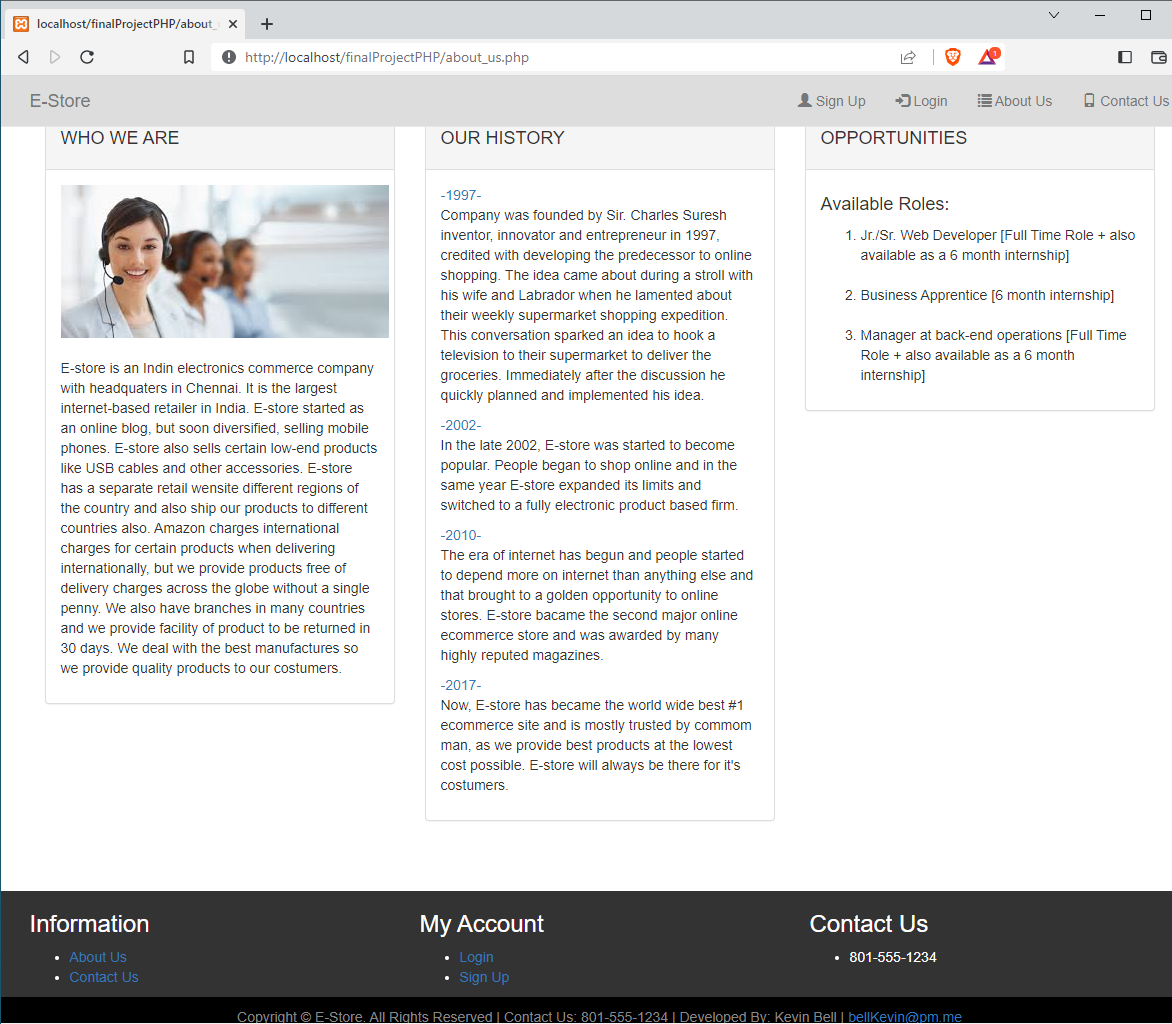 localhost/finalProjectPHP/about_
http://localhost/finalProjectPHP/about_us.php
1
E-Store
Sign Up
Login
About Us
Contact Us
WHO WE ARE
E-store is an Indin electronics commerce company
with headquaters in Chennai. It is the largest
internet-based retailer in India. E-store started as
an online blog, but soon diversified, selling mobile
phones. E-store also sells certain low-end products
like USB cables and other accessories. E-store
has a separate retail wensite different regions of
the country and also ship our products to different
countries also. Amazon charges international
charges for certain products when delivering
internationally, but we provide products free of
delivery charges across the globe without a single
penny. We also have branches in many countries
and we provide facility of product to be returned in
30 days. We deal with the best manufactures so
we provide quality products to our costumers.
OUR HISTORY
-1997-
Company was founded by Sir. Charles Suresh
inventor, innovator and entrepreneur in 1997,
credited with developing the predecessor to online
shopping. The idea came about during a stroll with
his wife and Labrador when he lamented about
their weekly supermarket shopping expedition.
This conversation sparked an idea to hook a
television to their supermarket to deliver the
groceries. Immediately after the discussion he
quickly planned and implemented his idea.
-2002-
In the late 2002, E-store was started to become
popular. People began to shop online and in the
same year E-store expanded its limits and
switched to a fully electronic product based firm.
-2010-
The era of internet has begun and people started
to depend more on internet than anything else and
that brought to a golden opportunity to online
stores. E-store bacame the second major online
ecommerce store and was awarded by many
highly reputed magazines.
-2017-
Now, E-store has became the world wide best #1
ecommerce site and is mostly trusted by commom
man, as we provide best products at the lowest
cost possible. E-store will always be there for it's
costumers.
OPPORTUNITIES
Available Roles:
1. Jr./Sr. Web Developer [Full Time Role + also
available as a 6 month internship]
2. Business Apprentice [6 month internship]
3. Manager at back-end operations [Full Time
Role + also available as a 6 month
internship]
Information
About Us
Contact Us
My Account
Login
Sign Up
Contact Us
801-555-1234
Copyright © E-Store. All Rights Reserved | Contact Us: 801-555-1234 | Developed By: Kevin Bell | bellKevin@pm.me